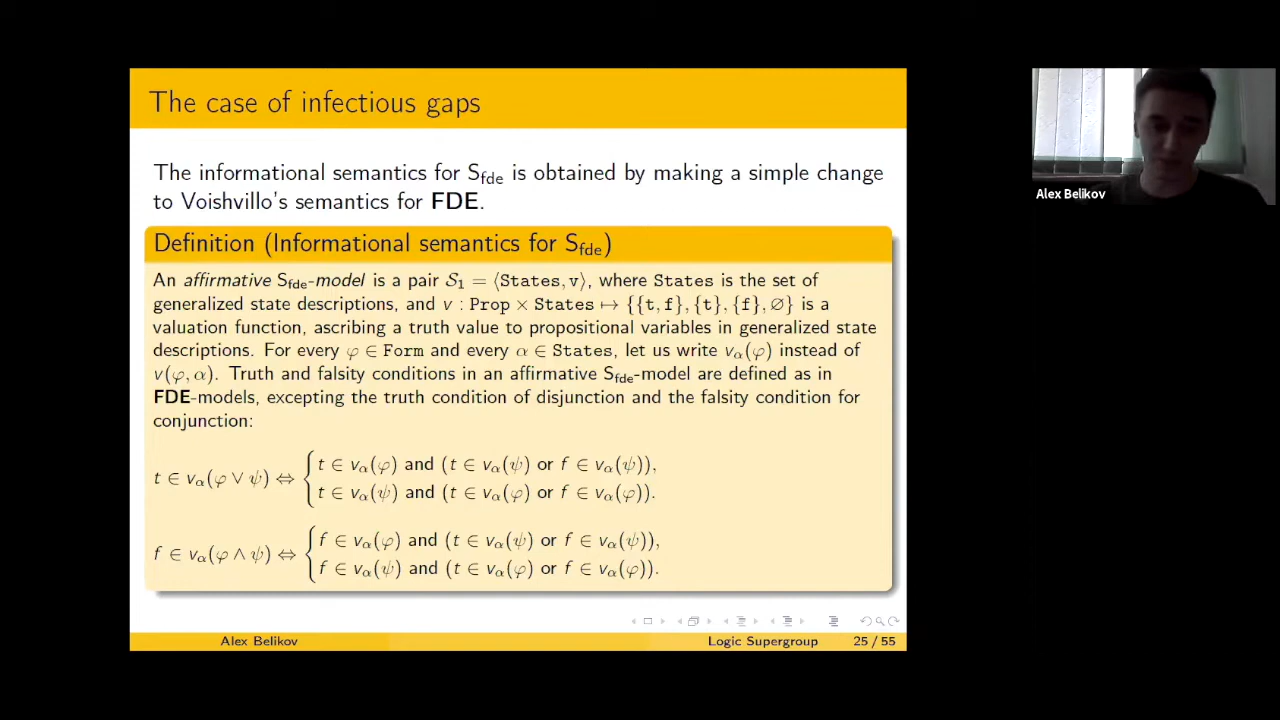 The case of infectious gaps
The informational semantics for S_fde is obtained by making a simple change
to Voishvillo's semantics for FDE.
Definition (Informational semantics for S_fde)
An affirmative S_fde-model is a pair 𝒮₁ = ⟨States, v⟩, where States is the set of
generalized state descriptions, and v : Prop × States ↦ {{t, f}, {t}, {f}, ∅} is a
valuation function, ascribing a truth value to propositional variables in generalized state
descriptions. For every φ ∈ Form and every α ∈ States, let us write v_α(φ) instead of
v(φ, α). Truth and falsity conditions in an affirmative S_fde-model are defined as in
FDE-models, excepting the truth condition of disjunction and the falsity condition for
conjunction:
t ∈ v_α(φ ∨ ψ) ⇔ { t ∈ v_α(φ) and (t ∈ v_α(ψ) or f ∈ v_α(ψ)),
t ∈ v_α(ψ) and (t ∈ v_α(φ) or f ∈ v_α(φ)).
f ∈ v_α(φ ∧ ψ) ⇔ { f ∈ v_α(φ) and (t ∈ v_α(ψ) or f ∈ v_α(ψ)),
f ∈ v_α(ψ) and (t ∈ v_α(φ) or f ∈ v_α(φ)).
Alex Belikov
Logic Supergroup
25 / 55
Alex Belikov